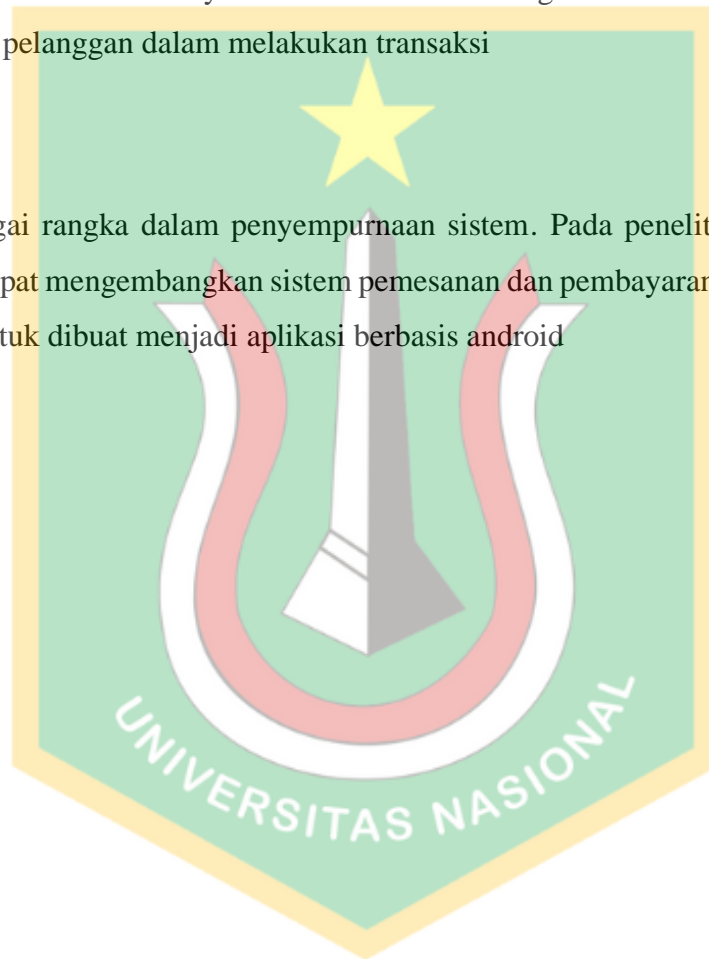 pelanggan dalam melakukan transaksi
gai rangka dalam penyempurnaan sistem. Pada penelit
pat mengembangkan sistem pemesanan dan pembayaran
tuk dibuat menjadi aplikasi berbasis android
UNIVERSITAS NASIONAL